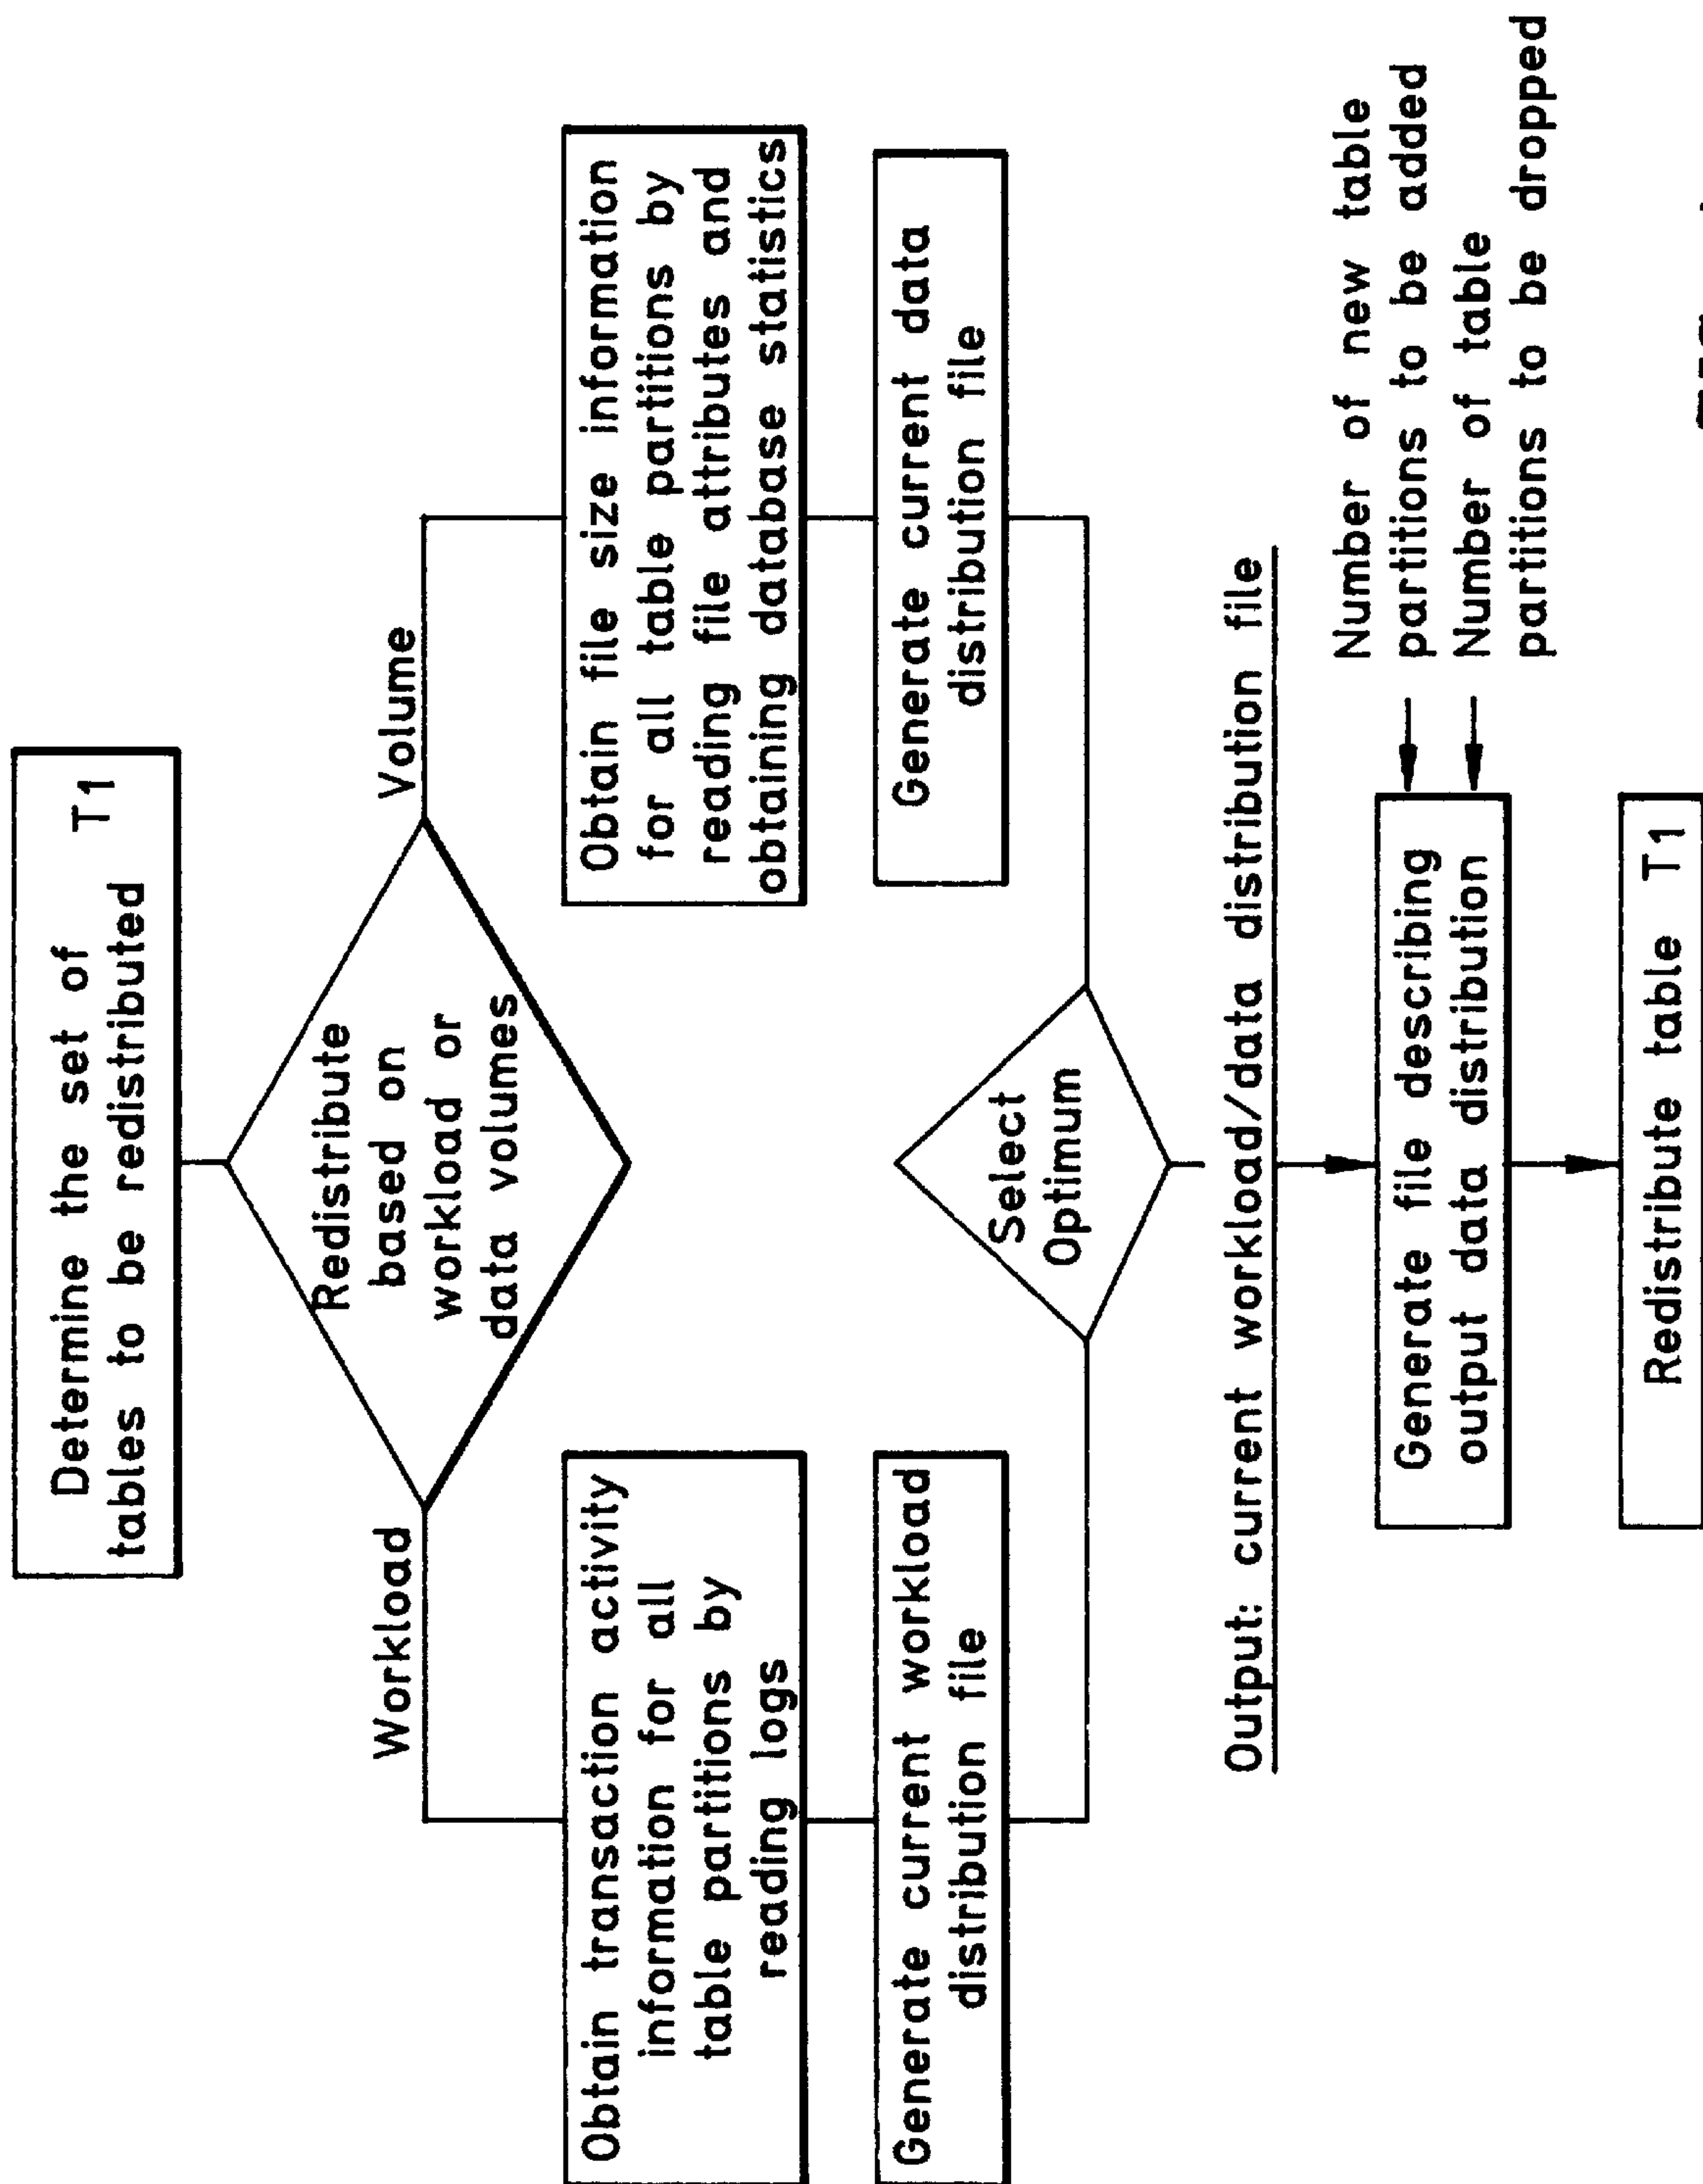 Determine the set of T1
tables to be redistributed
Redistribute
based on
workload or
data volumes
Workload
Volume
Obtain transaction activity
information for all
table partitions by
reading logs
Obtain file size information
for all table partitions by
reading file attributes and
obtaining database statistics
Generate current workload
distribution file
Generate current data
distribution file
Select
Optimum
Output: current workload/data distribution file
Generate file describing
output data distribution
Number of new table
partitions to be added
Number of table
partitions to be dropped
Redistribute table T1